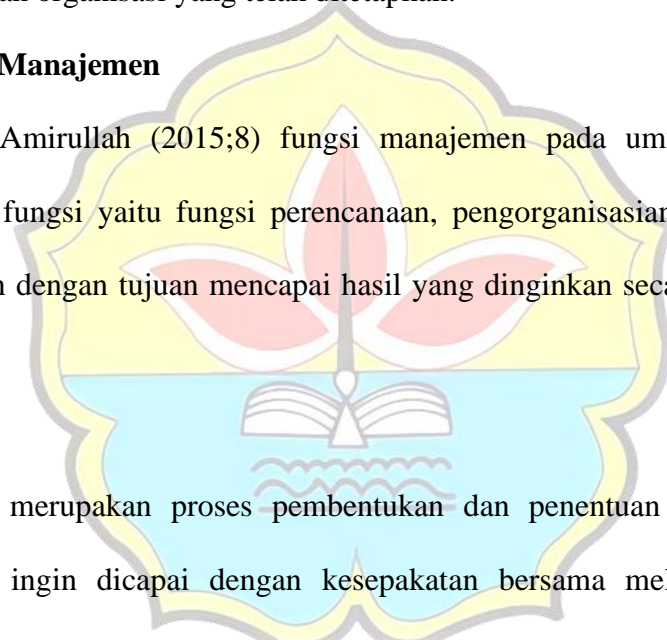 an organisasi yang telah ditetapkan.
Manajemen
Amirullah (2015;8) fungsi manajemen pada um
fungsi yaitu fungsi perencanaan, pengorganisasian
n dengan tujuan mencapai hasil yang dinginkan seca
merupakan proses pembentukan dan penentuan
ingin dicapai dengan kesepakatan bersama mel